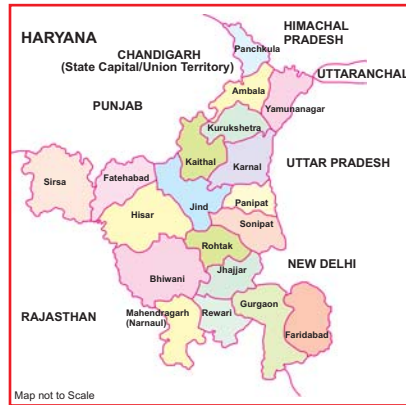 HARYANA
HIMACHAL
PRADESH
CHANDIGARH
(State Capital/Union Territory)
Panchkula
UTTARANCHAL
Ambala
PUNJAB
Yamunanagar
Kurukshetra
Kaithal
Karnal
UTTAR PRADESH
Sirsa
Fatehabad
Jind
Panipat
Hisar
Sonipat
Rohtak
NEW DELHI
Bhiwani
Jhajjar
Gurgaon
RAJASTHAN
Mahendragarh
(Narnaul)
Rewari
Faridabad
Map not to Scale